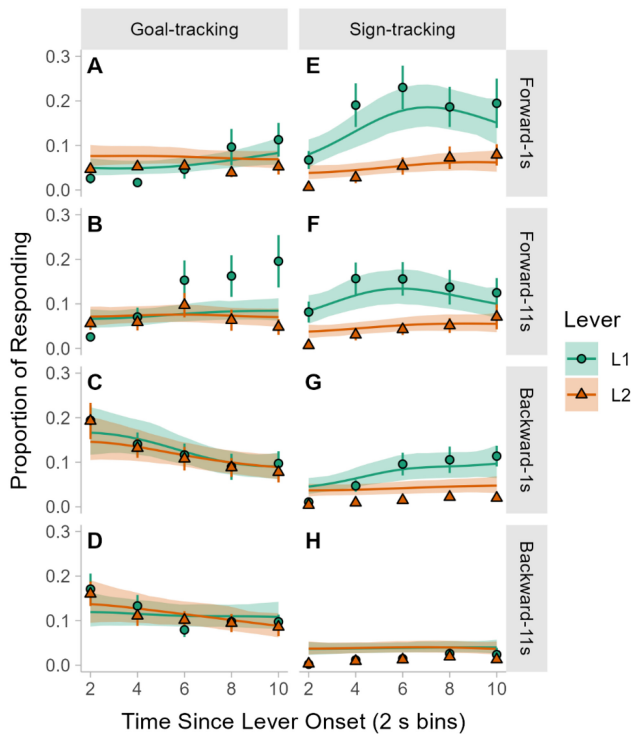 Goal-tracking
Sign-tracking
A
E
0.3
0.2
0.1
0.0
Forward-1s
B
F
0.3
0.2
0.1
0.0
Forward-11s
C
G
0.3
0.2
0.1
0.0
Backward-1s
D
H
0.3
0.2
0.1
0.0
Backward-11s
2 4 6 8 10
2 4 6 8 10
Time Since Lever Onset (2 s bins)
Proportion of Responding
Lever
L1
L2